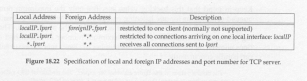 Local Address Foreign Address Description
localIP.lport foreignIP.fport restricted to one client (normally not supported)
localIP.lport *.* restricted to connections arriving on one local interface: localIP
*.lport *.* receives all connections sent to lport
Figure 18.22 Specification of local and foreign IP addresses and port number for TCP server.